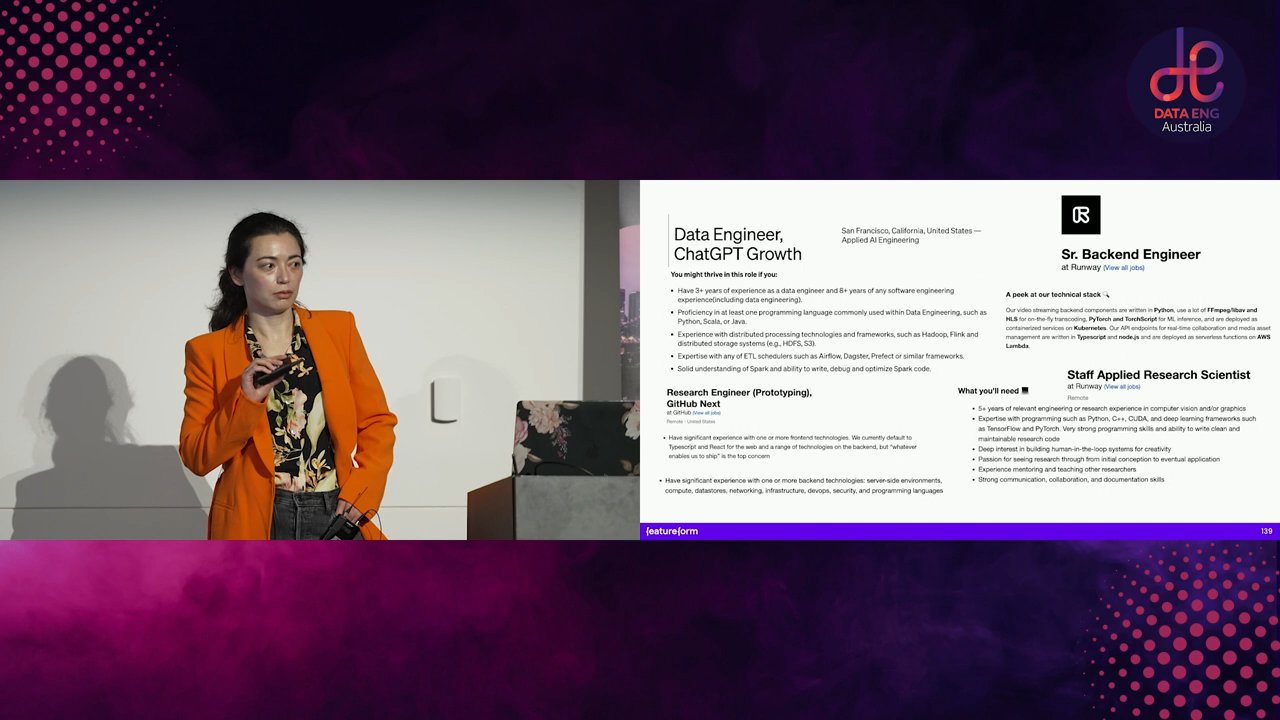 DATA ENG
Australia
Data Engineer,
ChatGPT Growth
San Francisco, California, United States —
Applied AI Engineering
You might thrive in this role if you:
• Have 3+ years of experience as a data engineer and 8+ years of any software engineering
experience(including data engineering).
• Proficiency in at least one programming language commonly used within Data Engineering, such as
Python, Scala, or Java.
• Experience with distributed processing technologies and frameworks, such as Hadoop, Flink and
distributed storage systems (e.g., HDFS, S3).
• Expertise with any of ETL schedulers such as Airflow, Dagster, Prefect or similar frameworks.
• Solid understanding of Spark and ability to write, debug and optimize Spark code.
Research Engineer (Prototyping),
GitHub Next
at GitHub (View all jobs)
Remote - United States
• Have significant experience with one or more frontend technologies. We currently default to
Typescript and React for the web and a range of technologies on the backend, but "whatever
enables us to ship" is the top concern
• Have significant experience with one or more backend technologies: server-side environments,
compute, datastores, networking, infrastructure, devops, security, and programming languages
Sr. Backend Engineer
at Runway (View all jobs)
A peek at our technical stack 🔍
Our video streaming backend components are written in Python, use a lot of FFmpeg/libav and
HLS for on-the-fly transcoding, PyTorch and TorchScript for ML inference, and are deployed as
containerized services on Kubernetes. Our API endpoints for real-time collaboration and media asset
management are written in Typescript and node.js and are deployed as serverless functions on AWS
Lambda.
Staff Applied Research Scientist
at Runway (View all jobs)
Remote
What you'll need 💻
• 5+ years of relevant engineering or research experience in computer vision and/or graphics
• Expertise with programming such as Python, C++, CUDA, and deep learning frameworks such
as TensorFlow and PyTorch. Very strong programming skills and ability to write clean and
maintainable research code
• Deep interest in building human-in-the-loop systems for creativity
• Passion for seeing research through from initial conception to eventual application
• Experience mentoring and teaching other researchers
• Strong communication, collaboration, and documentation skills
{eature{orm
139